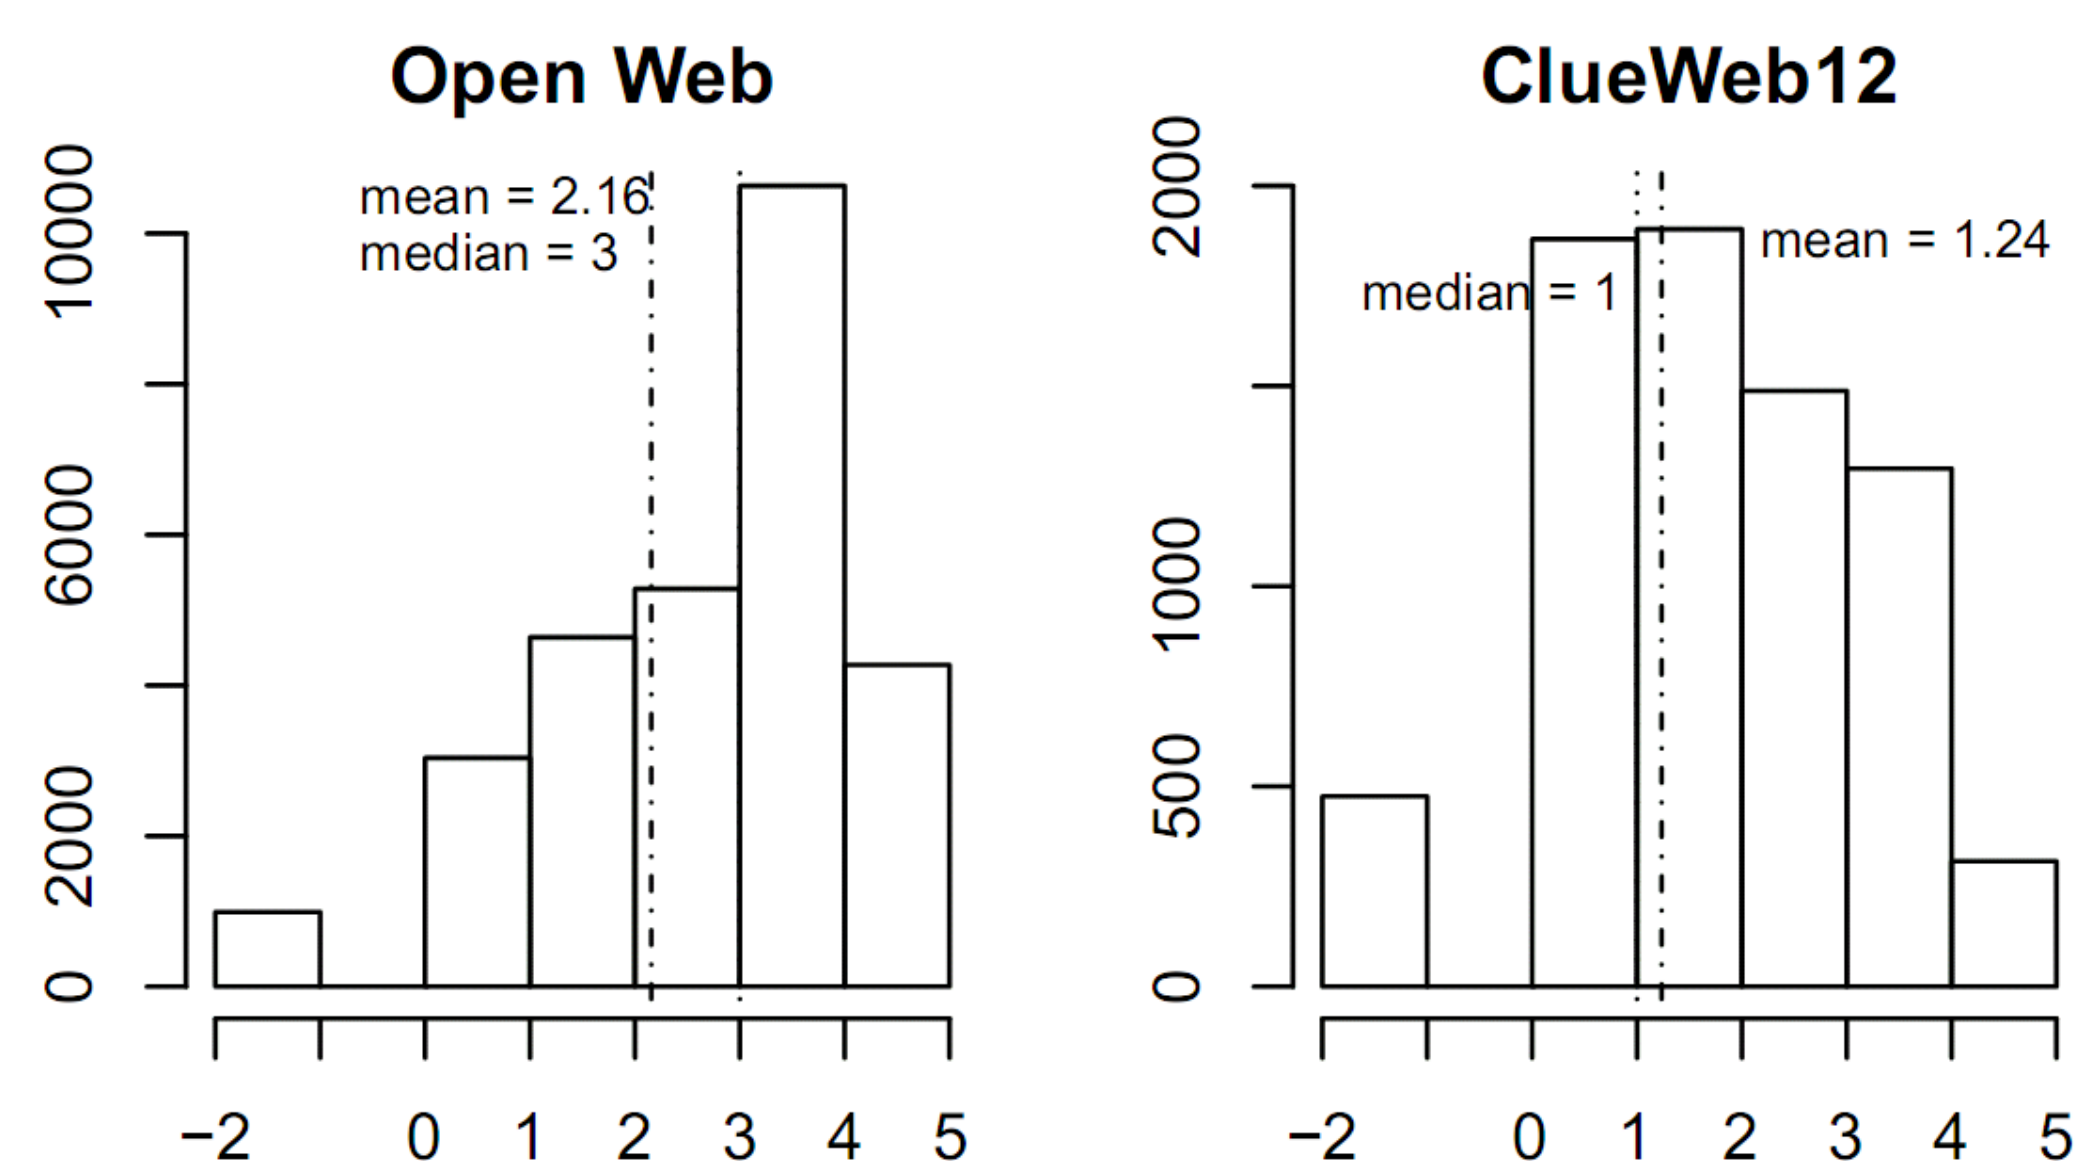 Open Web
mean = 2.16
median = 3
10000
6000
2000
0
−2 0 1 2 3 4 5
ClueWeb12
mean = 1.24
median = 1
2000
1000
500
0
−2 0 1 2 3 4 5